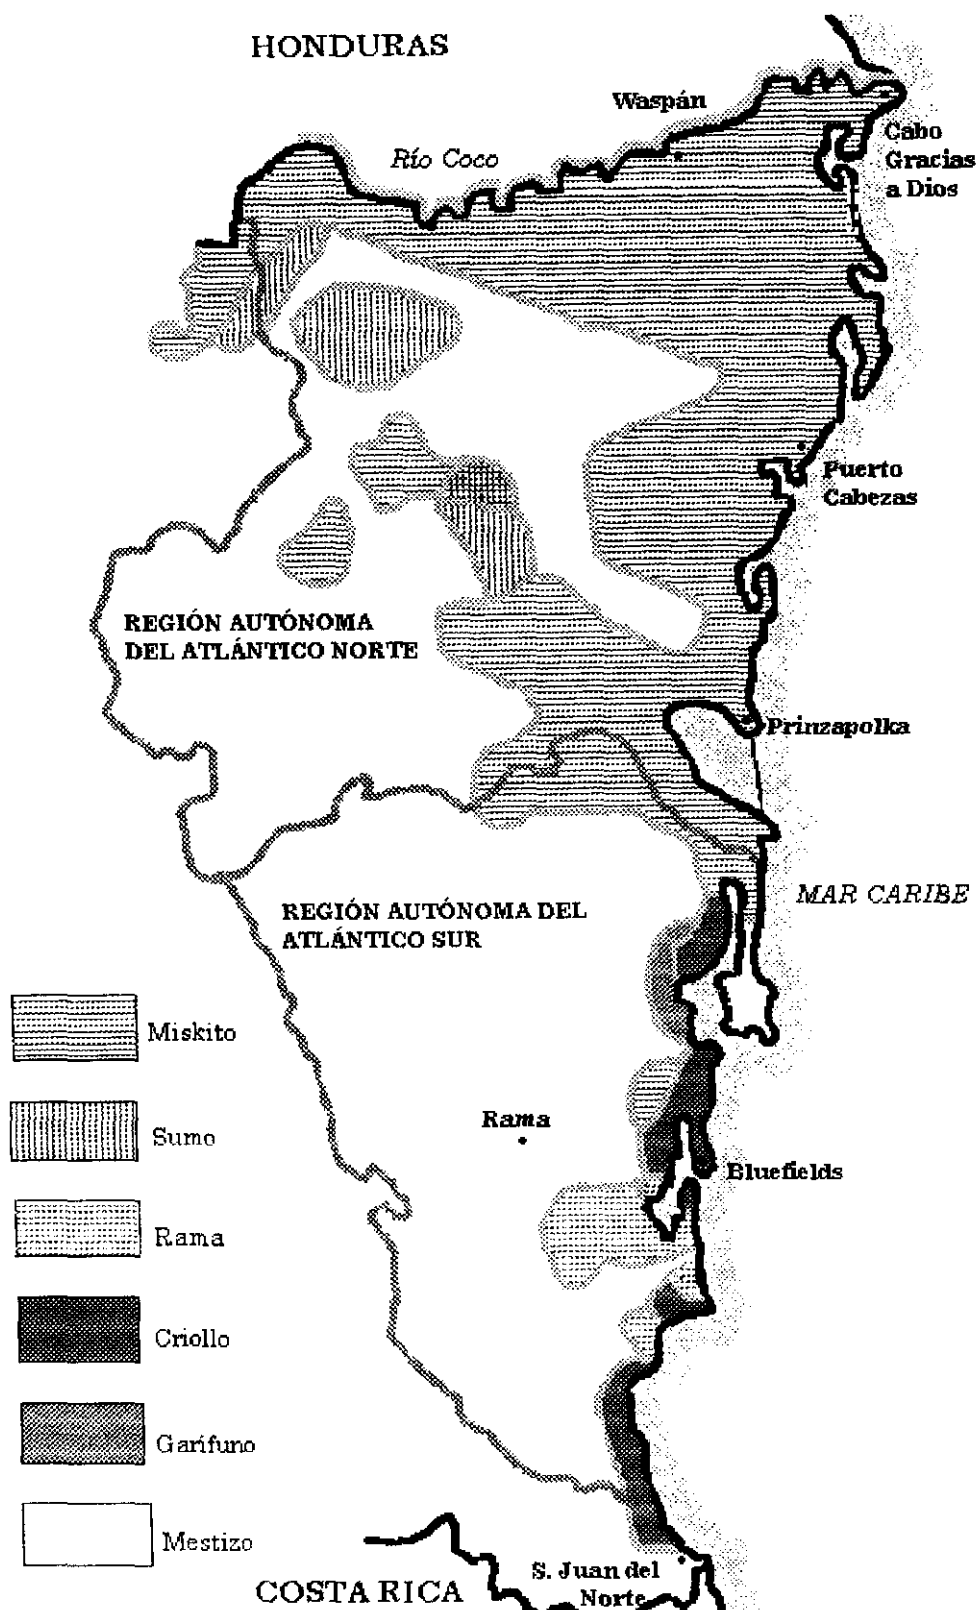 HONDURAS
Waspán
Río Coco
Cabo
Gracias
a Dios
Puerto
Cabezas
REGIÓN AUTÓNOMA
DEL ATLÁNTICO NORTE
Prinzapolka
MAR CARIBE
REGIÓN AUTÓNOMA DEL
ATLÁNTICO SUR
Miskito
Sumo
Rama
Bluefields
Rama
Criollo
Garífuno
Mestizo
S. Juan del
Norte
COSTA RICA